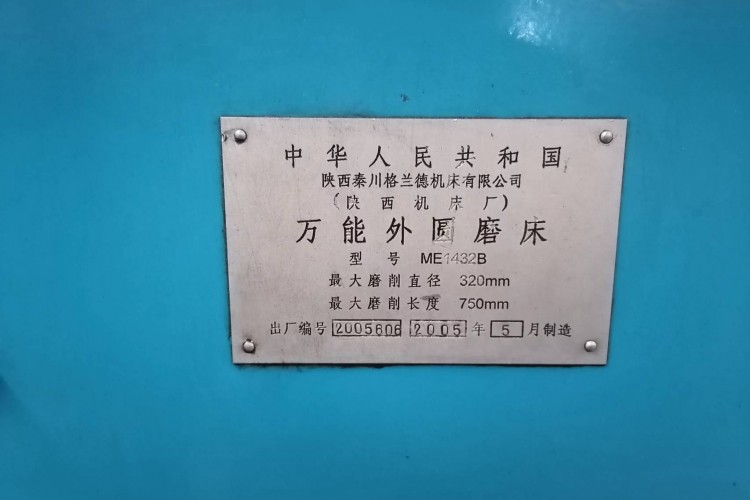 中华人民共和国
陕西秦川格兰德机床有限公司
(陕西机床厂)
万能外圆磨床
型号 ME1432B
最大磨削直径 320mm
最大磨削长度 750mm
出厂编号 2005606 2005 年 5 月制造